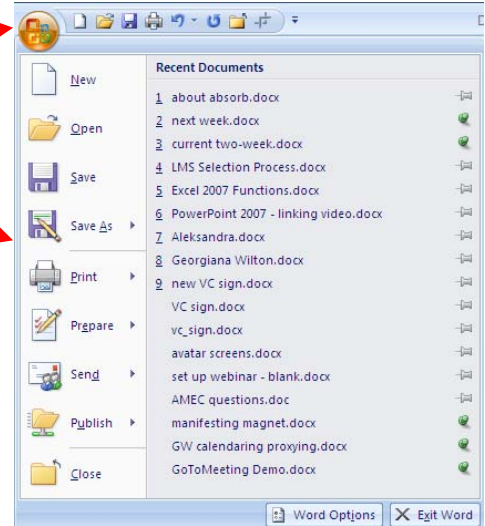 New
Open
Save
Save As
Print
Prepare
Send
Publish
Close
Recent Documents
1 about absorb.docx
2 next week.docx
3 current two-week.docx
4 LMS Selection Process.docx
5 Excel 2007 Functions.docx
6 PowerPoint 2007 - linking video.docx
7 Aleksandra.docx
8 Georgiana Wilton.docx
9 new VC sign.docx
VC sign.docx
vc_sign.docx
avatar screens.docx
set up webinar - blank.docx
AMEC questions.doc
manifesting magnet.docx
GW calendaring proxying.docx
GoToMeeting Demo.docx
Word Options
Exit Word